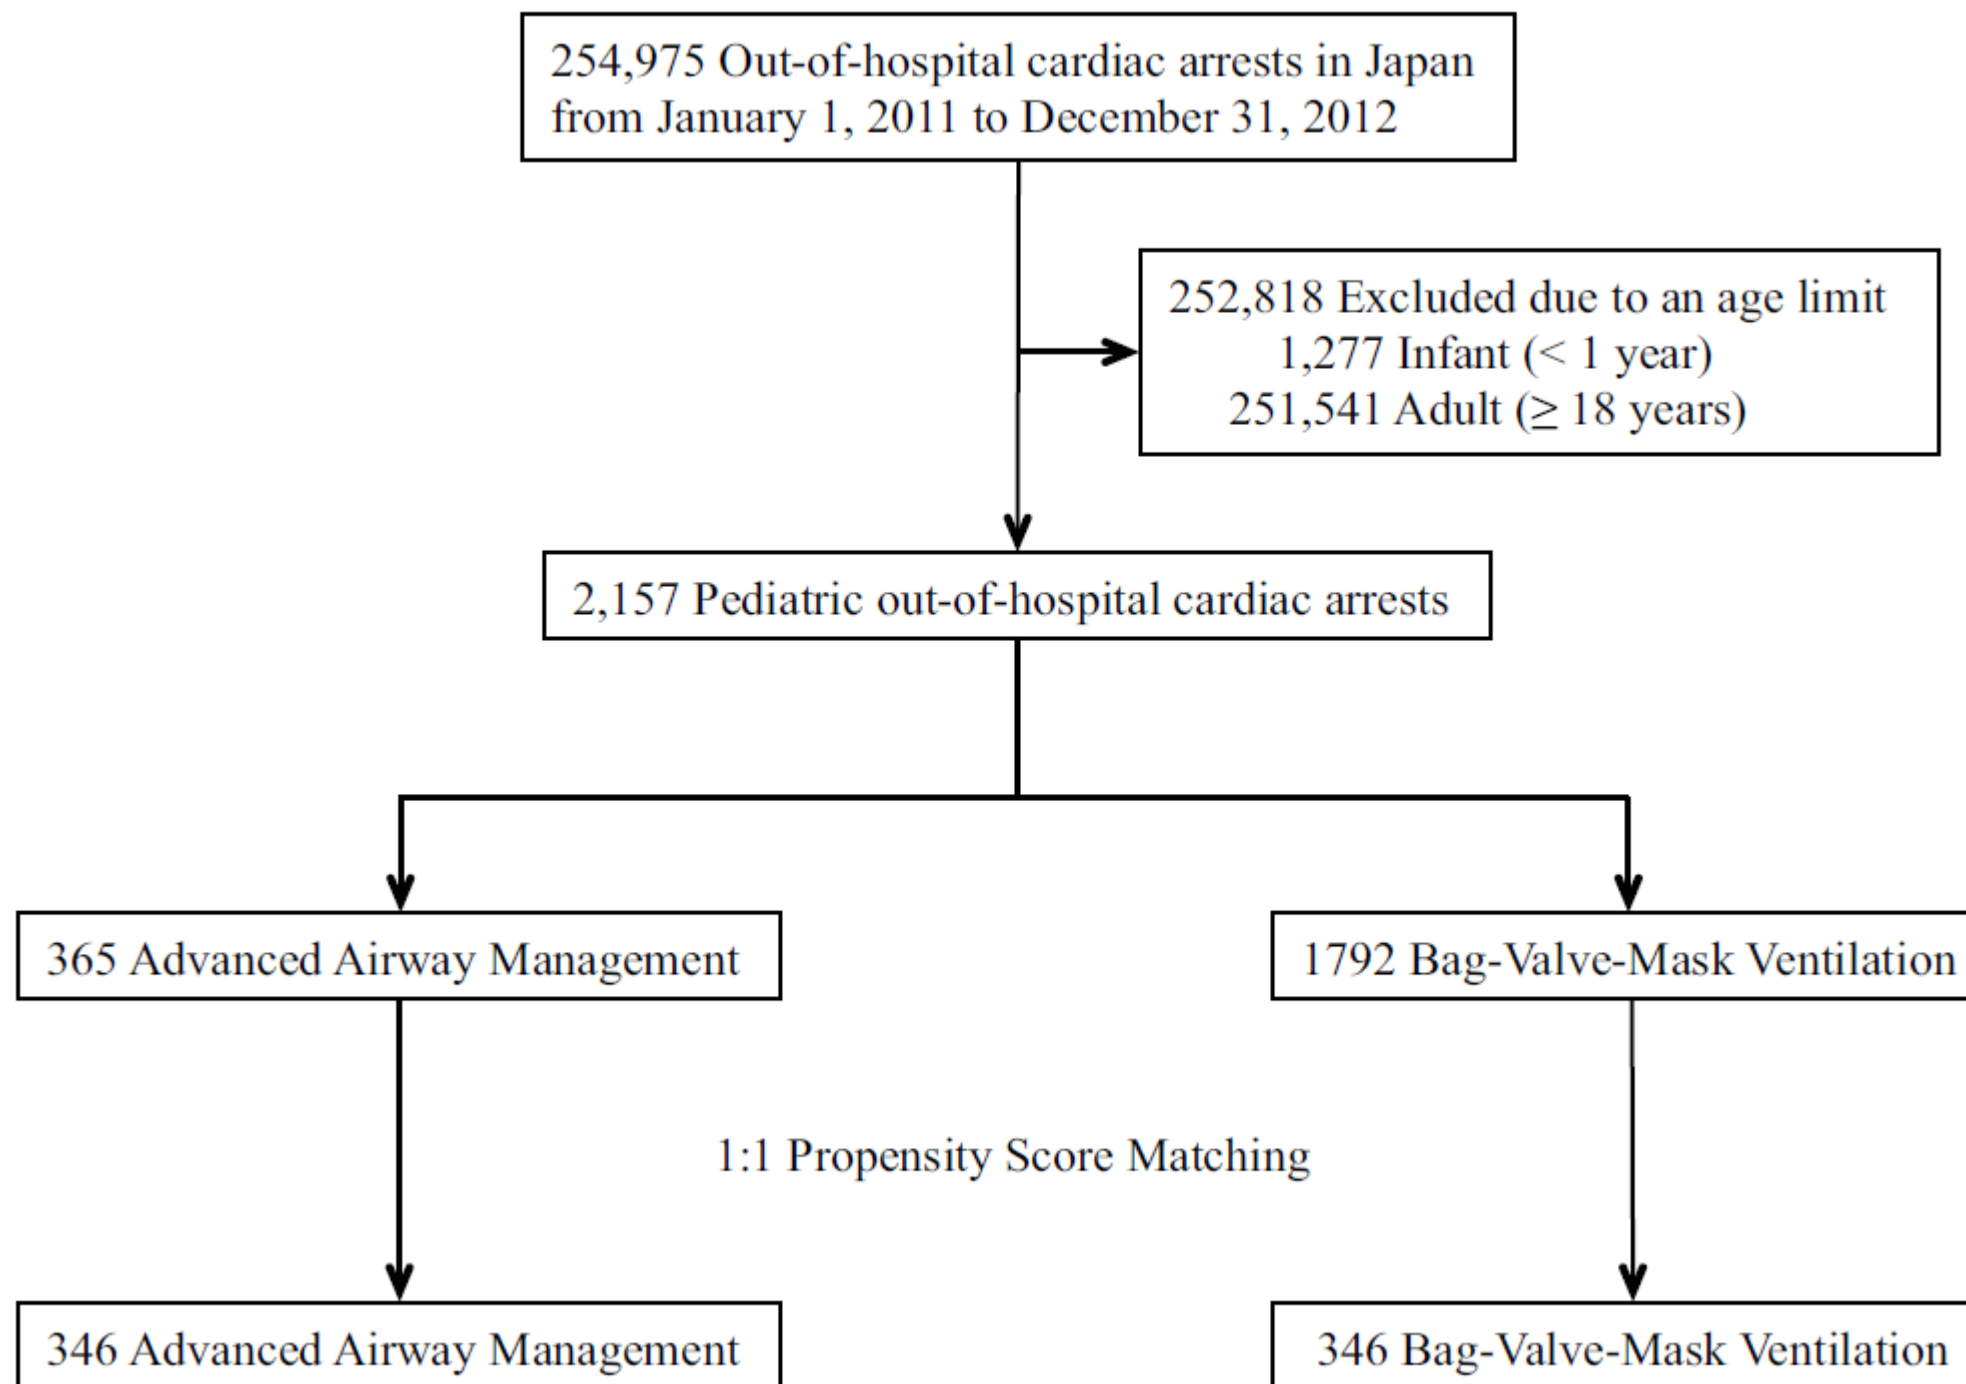 254,975 Out-of-hospital cardiac arrests in Japan
from January 1, 2011 to December 31, 2012
252,818 Excluded due to an age limit
1,277 Infant (< 1 year)
251,541 Adult (≥ 18 years)
2,157 Pediatric out-of-hospital cardiac arrests
365 Advanced Airway Management
1792 Bag-Valve-Mask Ventilation
1:1 Propensity Score Matching
346 Advanced Airway Management
346 Bag-Valve-Mask Ventilation